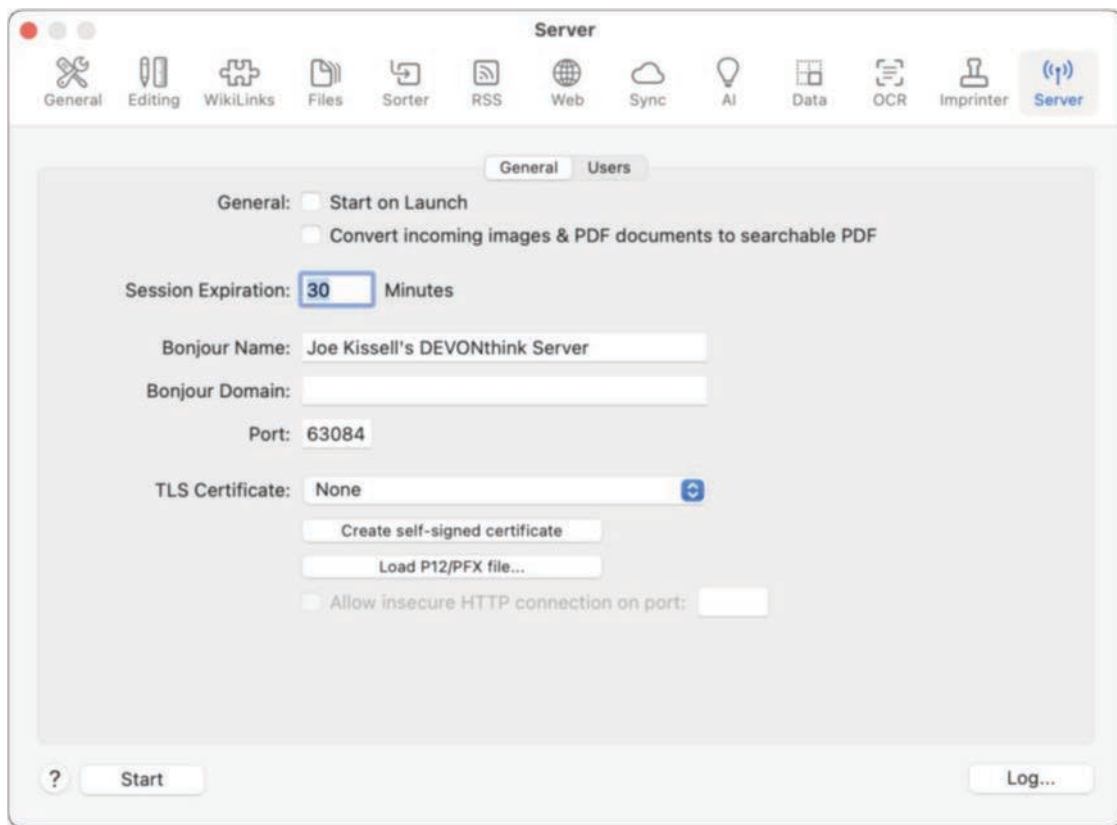 Server
General Editing WikiLinks Files Sorter RSS Web Sync AI Data OCR Imprinter Server
General Users
General: Start on Launch
Convert incoming images & PDF documents to searchable PDF
Session Expiration: 30 Minutes
Bonjour Name: Joe Kissell's DEVONthink Server
Bonjour Domain:
Port: 63084
TLS Certificate: None
Create self-signed certificate
Load P12/PFX file...
Allow insecure HTTP connection on port:
? Start Log...